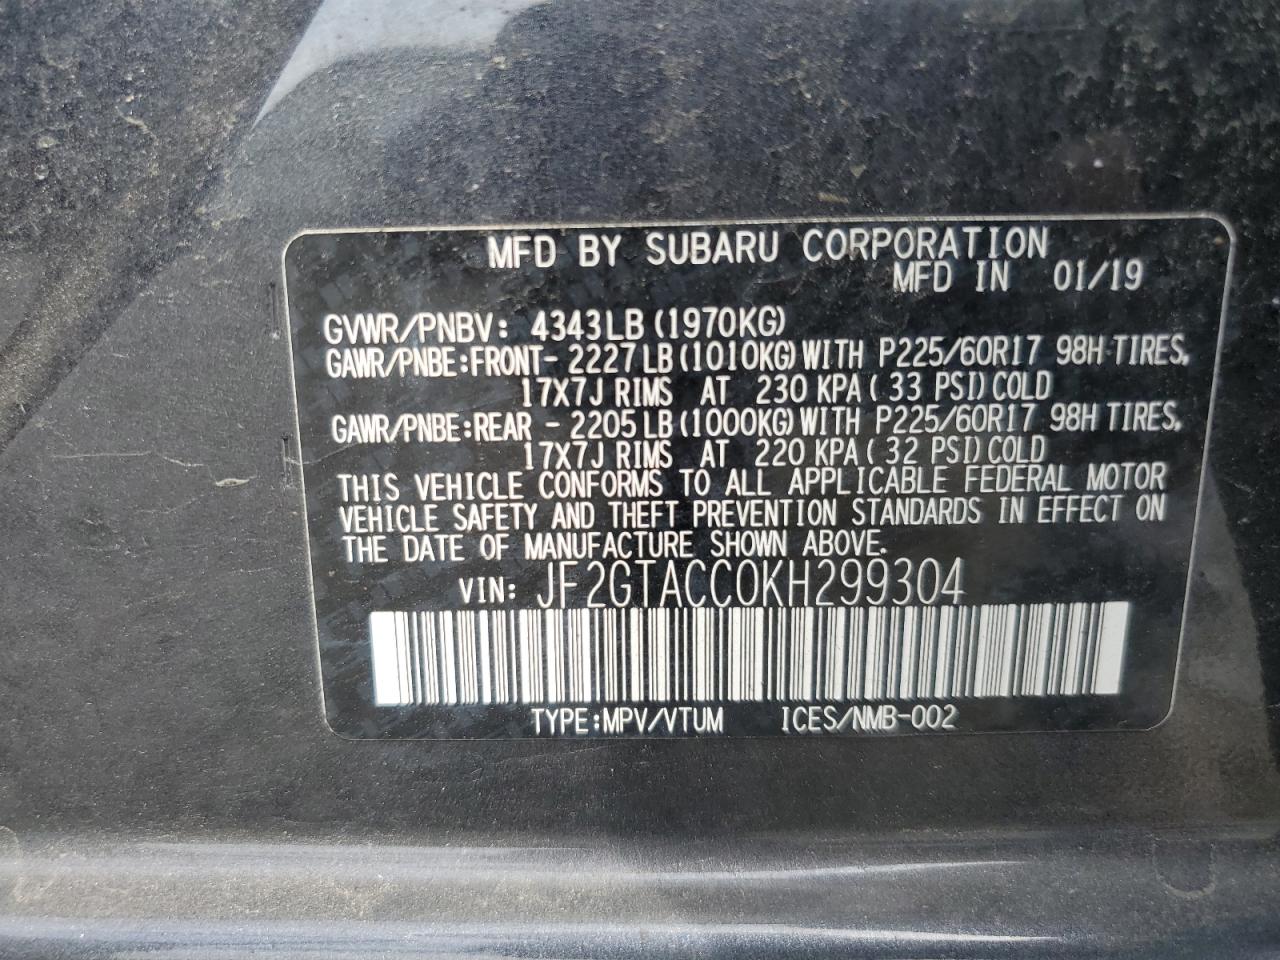 MFD BY SUBARU CORPORATION
MFD IN 01/19
GVWR/PNBV: 4343LB (1970KG)
GAWR/PNBE:FRONT- 2227 LB (1010KG) WITH P225/60R17 98H TIRES,
17X7J RIMS AT 230 KPA ( 33 PSI) COLD
GAWR/PNBE:REAR - 2205 LB (1000KG) WITH P225/60R17 98H TIRES,
17X7J RIMS AT 220 KPA ( 32 PSI) COLD
THIS VEHICLE CONFORMS TO ALL APPLICABLE FEDERAL MOTOR
VEHICLE SAFETY AND THEFT PREVENTION STANDARDS IN EFFECT ON
THE DATE OF MANUFACTURE SHOWN ABOVE.
VIN: JF2GTACC0KH299304
TYPE:MPV/VTUM ICES/NMB-002